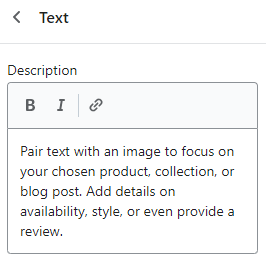 Text
Description
B I
Pair text with an image to focus on
your chosen product, collection, or
blog post. Add details on
availability, style, or even provide a
review.